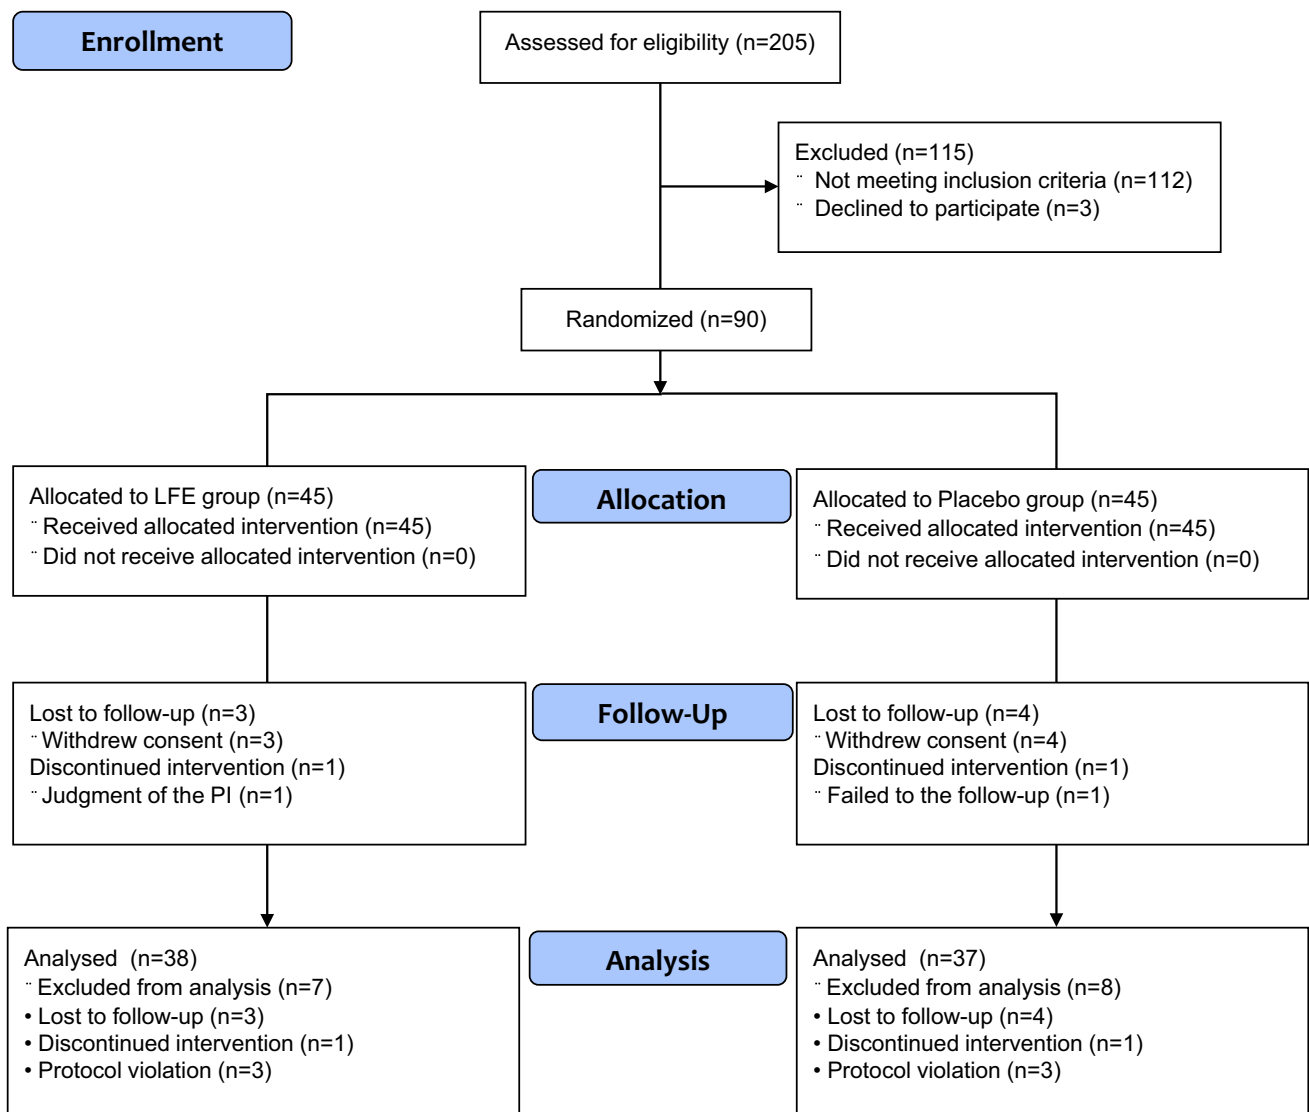 Enrollment
Assessed for eligibility (n=205)
Excluded (n=115)
¨ Not meeting inclusion criteria (n=112)
¨ Declined to participate (n=3)
Randomized (n=90)
Allocated to LFE group (n=45)
¨ Received allocated intervention (n=45)
¨ Did not receive allocated intervention (n=0)
Allocation
Allocated to Placebo group (n=45)
¨ Received allocated intervention (n=45)
¨ Did not receive allocated intervention (n=0)
Lost to follow-up (n=3)
¨ Withdrew consent (n=3)
Discontinued intervention (n=1)
¨ Judgment of the PI (n=1)
Follow-Up
Lost to follow-up (n=4)
¨ Withdrew consent (n=4)
Discontinued intervention (n=1)
¨ Failed to the follow-up (n=1)
Analysed (n=38)
¨ Excluded from analysis (n=7)
• Lost to follow-up (n=3)
• Discontinued intervention (n=1)
• Protocol violation (n=3)
Analysis
Analysed (n=37)
¨ Excluded from analysis (n=8)
• Lost to follow-up (n=4)
• Discontinued intervention (n=1)
• Protocol violation (n=3)